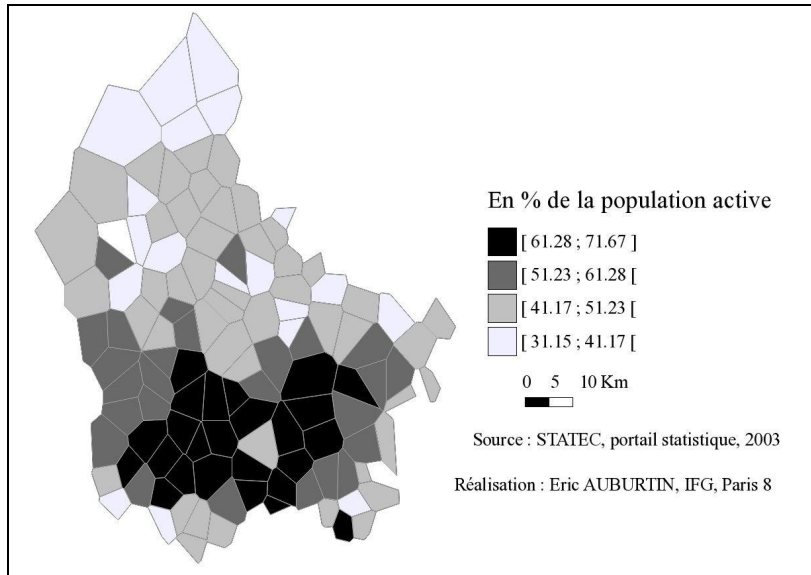 En % de la population active
[ 61.28 ; 71.67 ]
[ 51.23 ; 61.28 [
[ 41.17 ; 51.23 [
[ 31.15 ; 41.17 [
0 5 10 Km
Source : STATEC, portail statistique, 2003
Réalisation : Eric AUBURTIN, IFG, Paris 8